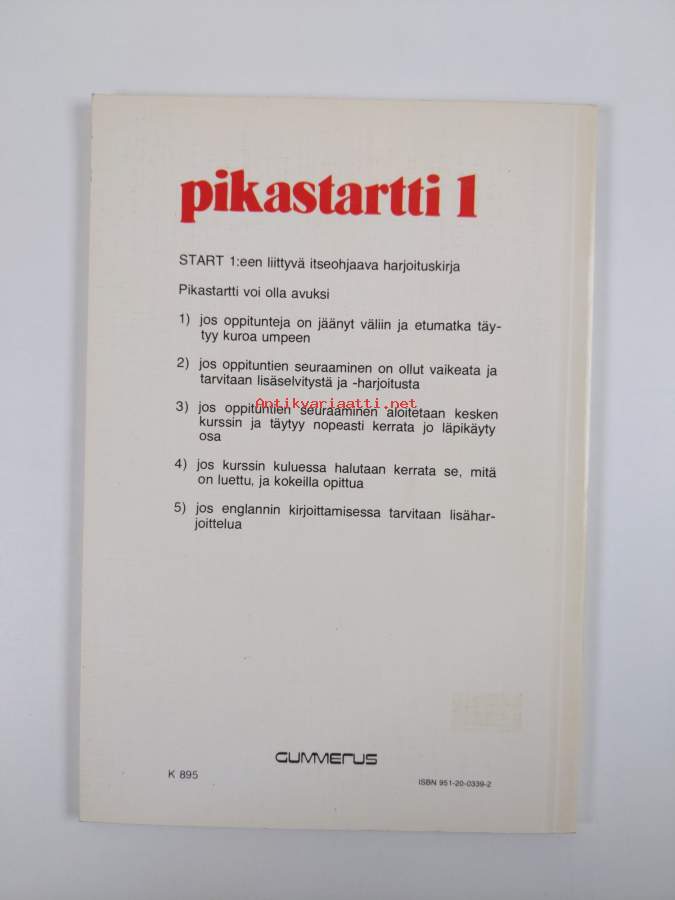 pikastartti 1
START 1:een liittyvä itseohjaava harjoituskirja
Pikastartti voi olla avuksi
1) jos oppitunteja on jäänyt väliin ja etumatka täy-
tyy kuroa umpeen
2) jos oppituntien seuraaminen on ollut vaikeata ja
tarvitaan lisäselvitystä ja -harjoitusta
Antikvariaatti.net
3) jos oppituntien seuraaminen aloitetaan kesken
kurssin ja täytyy nopeasti kerrata jo läpikäyty
osa
4) jos kurssin kuluessa halutaan kerrata se, mitä
on luettu, ja kokeilla opittua
5) jos englannin kirjoittamisessa tarvitaan lisähar-
joittelua
GUMMERUS
K 895
ISBN 951-20-0339-2